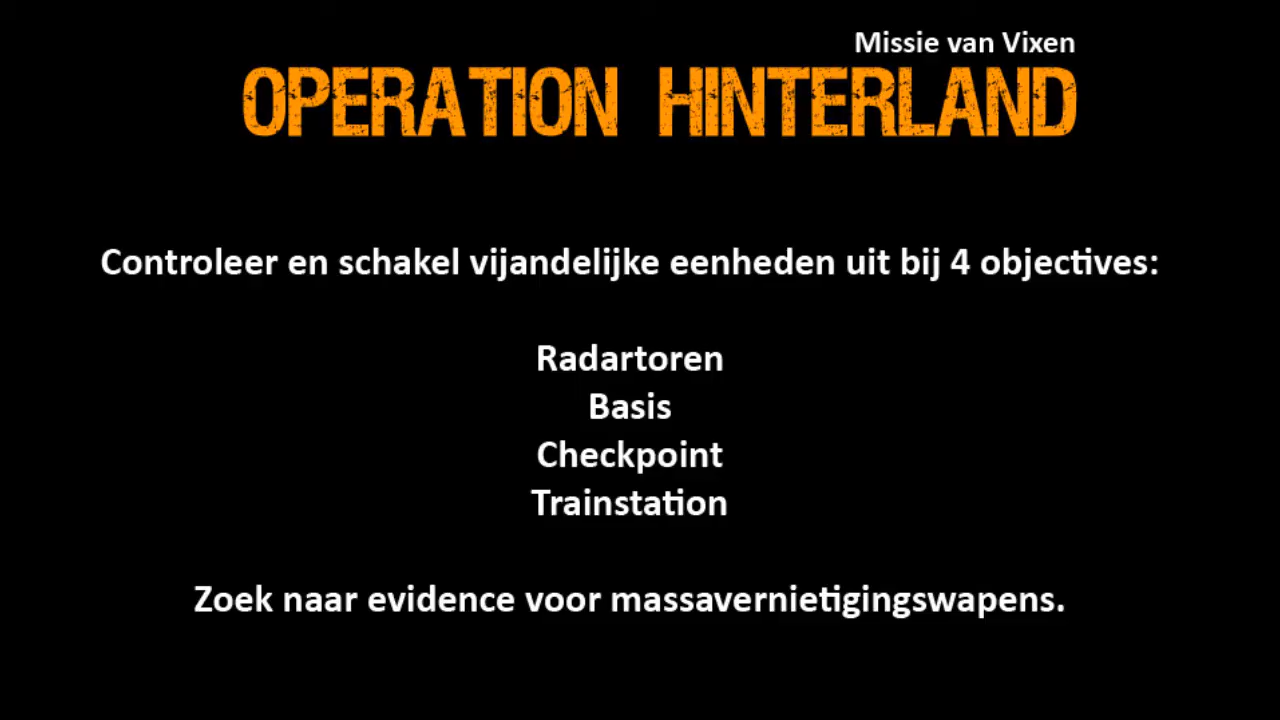 Missie van Vixen
OPERATION HINTERLAND
Controleer en schakel vijandelijke eenheden uit bij 4 objectives:
Radartoren
Basis
Checkpoint
Trainstation
Zoek naar evidence voor massavernietigingswapens.